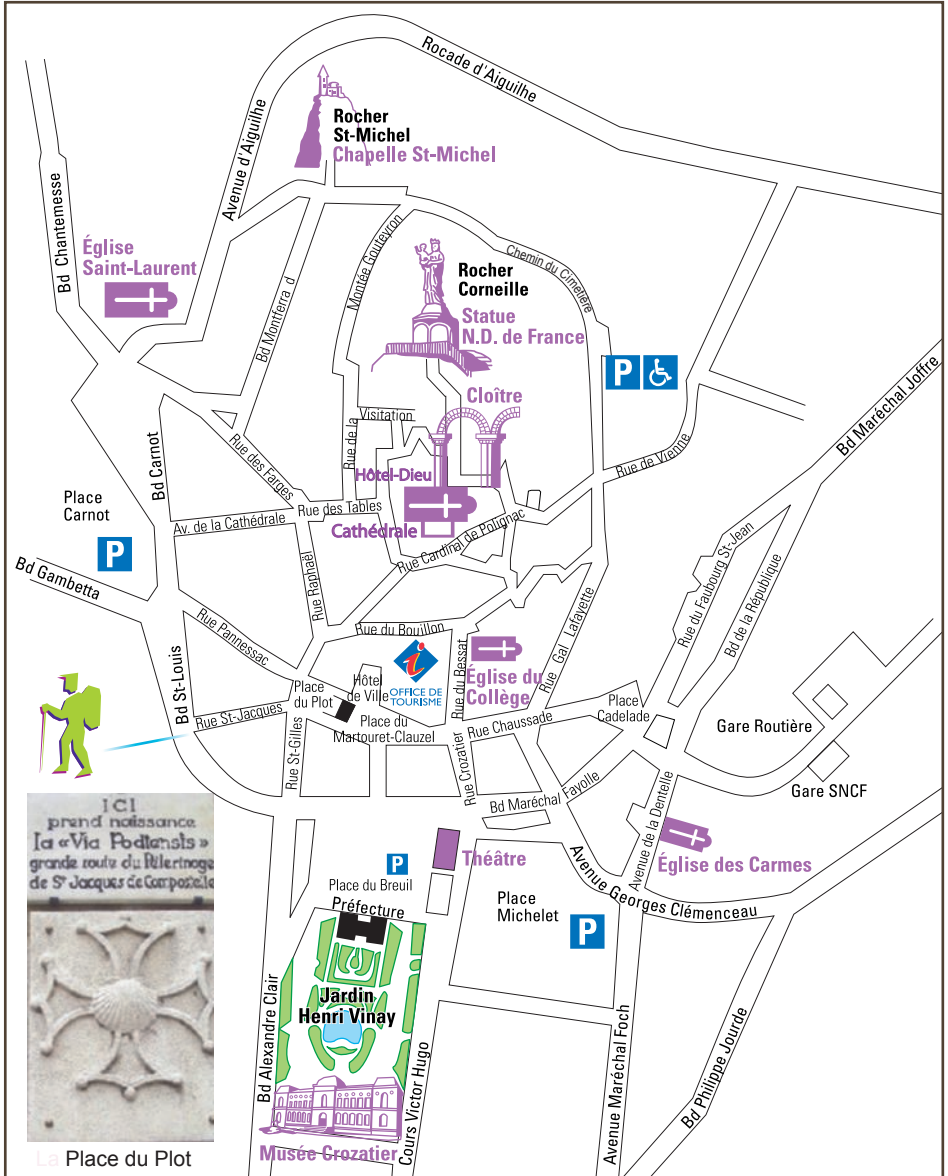 Rocade d'Aiguilhe
Avenue d'Aiguilhe
Rocher
St-Michel
Chapelle St-Michel
Bd Chantemesse
Église
Saint-Laurent
Bd Montferra d
Montée Gouteyron
Chemin du Cimetière
Rocher
Corneille
Statue
N.D. de France
P
Cloître
Bd Maréchal Joffre
Rue de la
Visitation
Rue de Vienne
Bd Carnot
Rue des Farges
Hôtel-Dieu
Place
Carnot
P
Av. de la Cathédrale
Rue des Tables
Cathédrale
Rue Cardinal de Polignac
Bd Gambetta
Rue Raphaël
Rue du Faubourg St-Jean
Bd de la République
Rue Pannessac
Rue du Bouillon
Rue Gal Lafayette
Bd St-Louis
i
OFFICE DE
TOURISME
Rue du Bessat
Église du
Collège
Hôtel
de Ville
Place
du Plot
Rue St-Jacques
Rue St-Gilles
Place du
Martouret-Clauzel
Rue Chaussade
Place
Cadelade
Gare Routière
Rue Crozatier
Bd Maréchal Fayolle
Gare SNCF
Avenue de la Dentelle
Église des Carmes
Théâtre
P
Place du Breuil
Préfecture
Avenue Georges Clémenceau
Place
Michelet
P
Jardin
Henri Vinay
Bd Alexandre Clair
Cours Victor Hugo
Avenue Maréchal Foch
Bd Philippe Jourde
Musée Crozatier
ICI
prend naissance
la «Via Podiensis»
grande route du Pèlerinage
de St Jacques de Compostelle
La Place du Plot